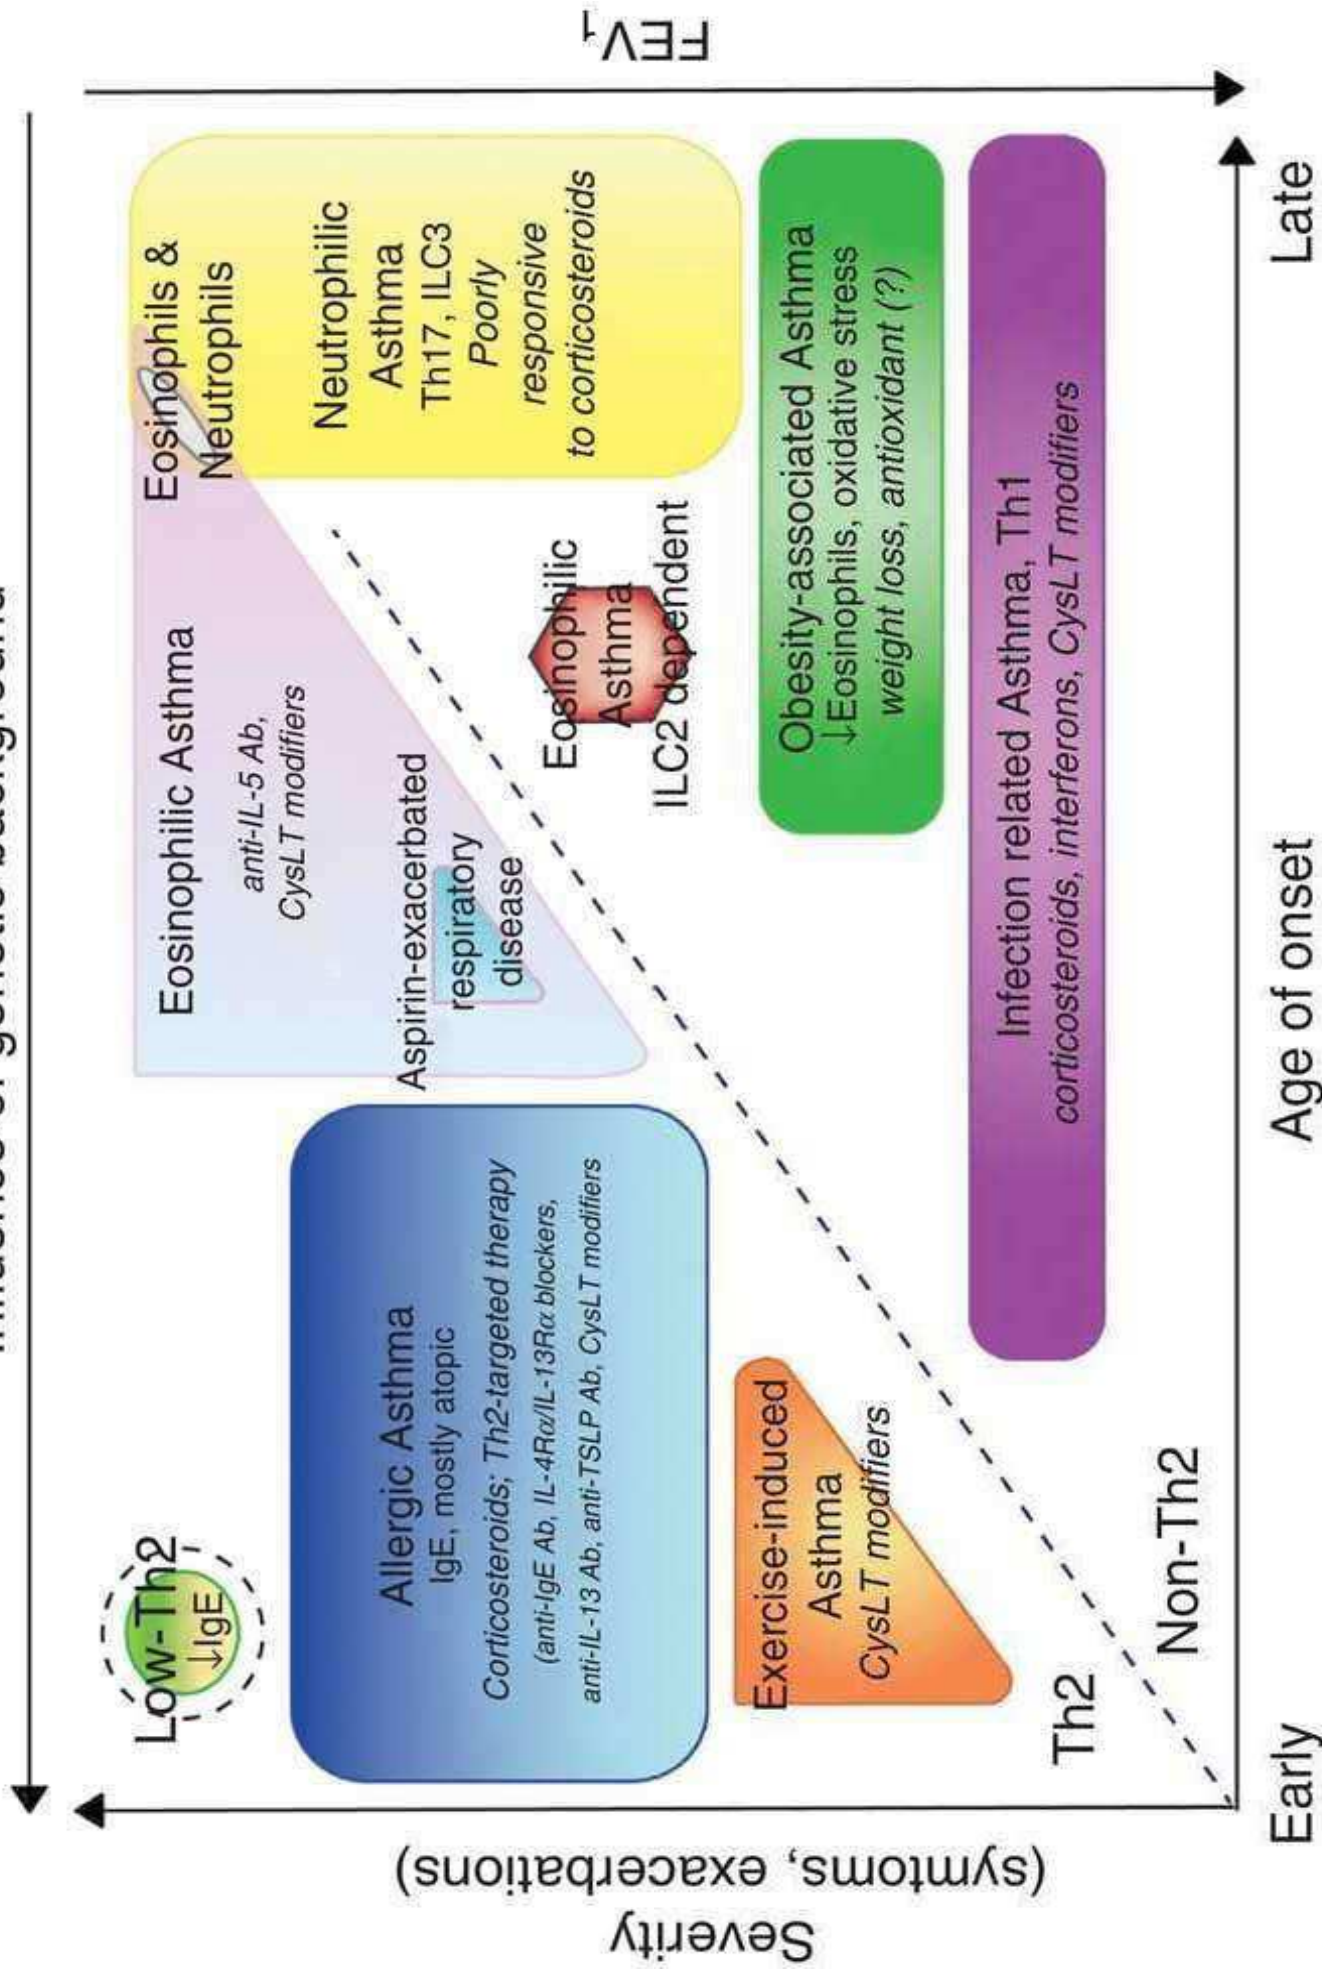 Influence of genetic background
Low-Th2
↓IgE
Eosinophilic Asthma
anti-IL-5 Ab,
CysLT modifiers
Eosinophils &
Neutrophils
Neutrophilic
Asthma
Th17, ILC3
Poorly
responsive
to corticosteroids
Allergic Asthma
IgE, mostly atopic
Corticosteroids; Th2-targeted therapy
(anti-IgE Ab, IL-4Rα/IL-13Rα blockers,
anti-IL-13 Ab, anti-TSLP Ab, CysLT modifiers
Aspirin-exacerbated
respiratory
disease
Eosinophilic
Asthma
ILC2 dependent
Exercise-induced
Asthma
CysLT modifiers
Obesity-associated Asthma
↓Eosinophils, oxidative stress
weight loss, antioxidant (?)
Infection related Asthma, Th1
corticosteroids, interferons, CysLT modifiers
Th2
Non-Th2
Severity
(symtoms, exacerbations)
FEV1
Early
Age of onset
Late